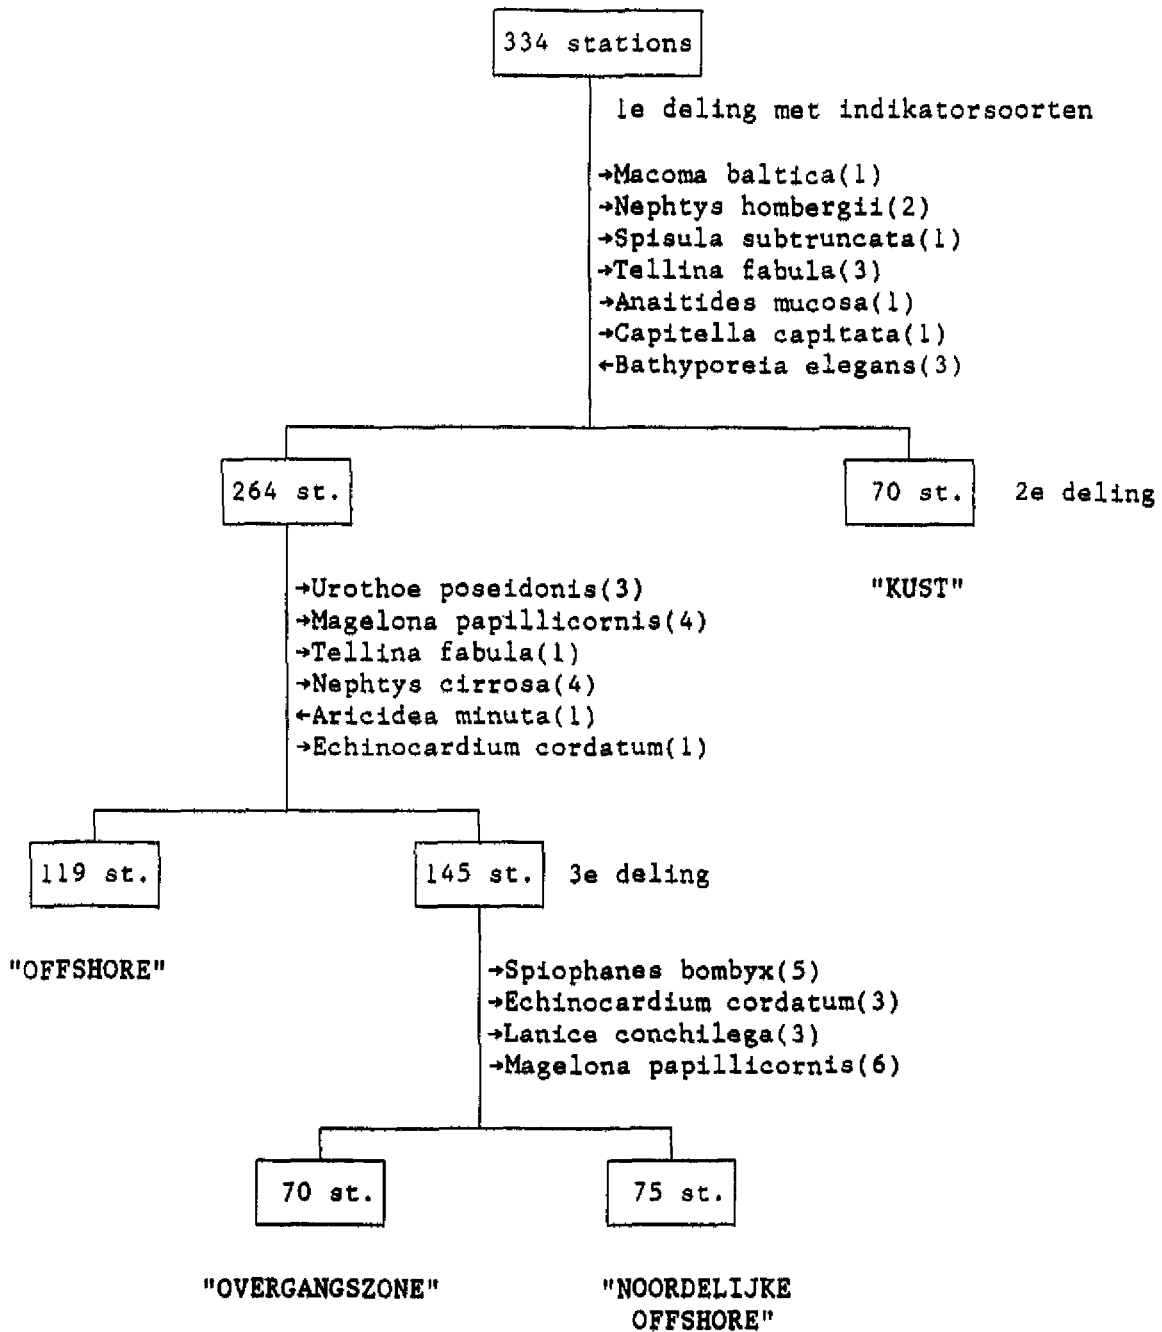 334 stations
1e deling met indikatorsoorten
→Macoma baltica(1)
→Nephtys hombergii(2)
→Spisula subtruncata(1)
→Tellina fabula(3)
→Anaitides mucosa(1)
→Capitella capitata(1)
←Bathyporeia elegans(3)
264 st.
70 st.
2e deling
"KUST"
→Urothoe poseidonis(3)
→Magelona papillicornis(4)
→Tellina fabula(1)
→Nephtys cirrosa(4)
←Aricidea minuta(1)
→Echinocardium cordatum(1)
119 st.
145 st.
3e deling
"OFFSHORE"
→Spiophanes bombyx(5)
→Echinocardium cordatum(3)
→Lanice conchilega(3)
→Magelona papillicornis(6)
70 st.
75 st.
"OVERGANGSZONE"
"NOORDELIJKE
OFFSHORE"